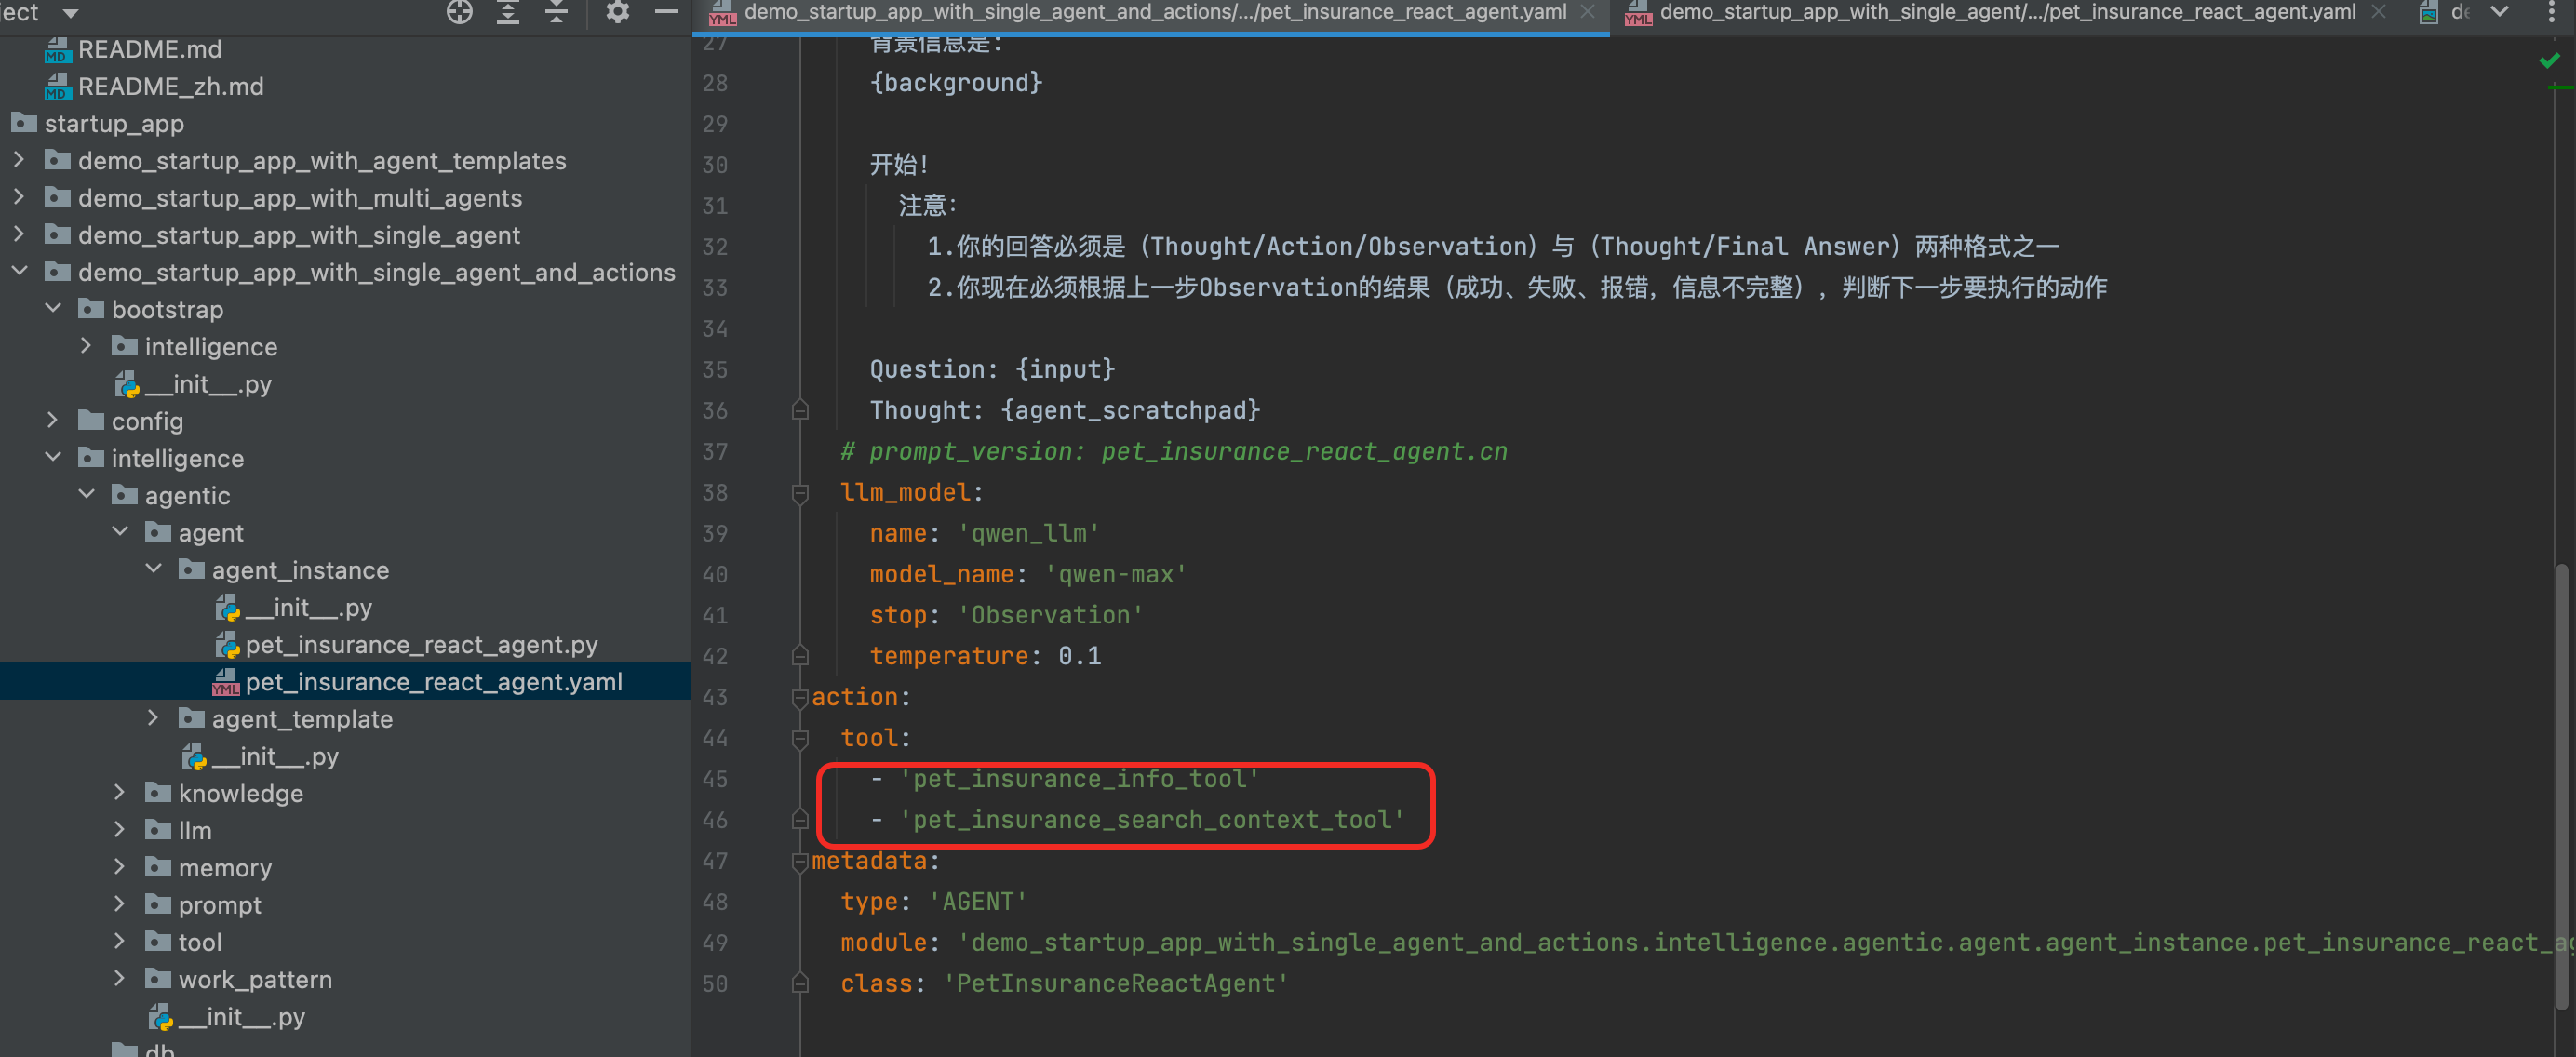 ject
README.md
README_zh.md
startup_app
demo_startup_app_with_agent_templates
demo_startup_app_with_multi_agents
demo_startup_app_with_single_agent
demo_startup_app_with_single_agent_and_actions
bootstrap
intelligence
__init__.py
config
intelligence
agentic
agent
agent_instance
__init__.py
pet_insurance_react_agent.py
pet_insurance_react_agent.yaml
agent_template
__init__.py
knowledge
llm
memory
prompt
tool
work_pattern
__init__.py
db
demo_startup_app_with_single_agent_and_actions/.../pet_insurance_react_agent.yaml
demo_startup_app_with_single_agent/.../pet_insurance_react_agent.yaml
27 背景信息是：
28 {background}
29
30 开始！
31 注意：
32 1.你的回答必须是（Thought/Action/Observation）与（Thought/Final Answer）两种格式之一
33 2.你现在必须根据上一步Observation的结果（成功、失败、报错，信息不完整），判断下一步要执行的动作
34
35 Question: {input}
36 Thought: {agent_scratchpad}
37 # prompt_version: pet_insurance_react_agent.cn
38 llm_model:
39 name: 'qwen_llm'
40 model_name: 'qwen-max'
41 stop: 'Observation'
42 temperature: 0.1
43 action:
44 tool:
45 - 'pet_insurance_info_tool'
46 - 'pet_insurance_search_context_tool'
47 metadata:
48 type: 'AGENT'
49 module: 'demo_startup_app_with_single_agent_and_actions.intelligence.agentic.agent.agent_instance.pet_insurance_react_ag
50 class: 'PetInsuranceReactAgent'